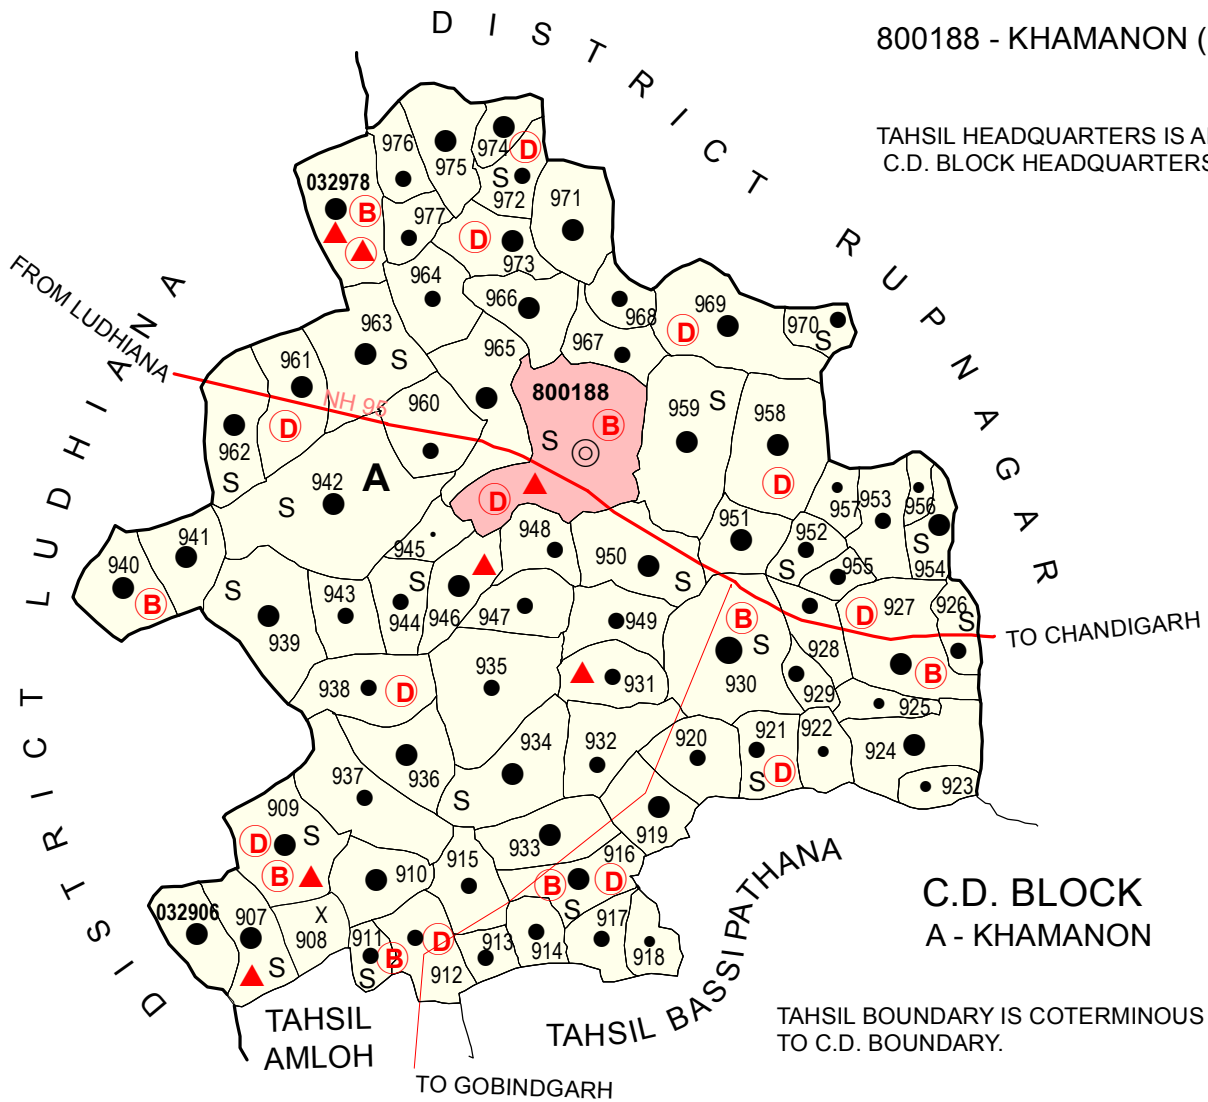 DISTRICT RUPNAGAR
800188 - KHAMANON (
TAHSIL HEADQUARTERS IS AL
C.D. BLOCK HEADQUARTERS
976
975
974
D
S
972
971
032978
B
977
D
973
964
966
968
969
D
970
S
FROM LUDHIANA
963
S
965
967
961
NH 95
960
800188
B
S
959
S
958
D
962
S
D
942
S
A
D
957
953
956
S
954
DISTRICT LUDHIANA
941
940
B
945
S
948
950
S
951
952
S
955
S
939
943
944
946
947
949
B
S
930
D
927
926
S
TO CHANDIGARH
928
B
929
925
938
D
935
931
936
934
S
932
920
921
S
D
922
924
923
937
909
S
D
B
910
915
933
919
916
B
D
S
032906
907
S
X
908
911
S
B
D
912
913
914
917
918
TAHSIL BASSI PATHANA
C.D. BLOCK
A - KHAMANON
TAHSIL
AMLOH
TO GOBINDGARH
TAHSIL BOUNDARY IS COTERMINOUS
TO C.D. BOUNDARY.